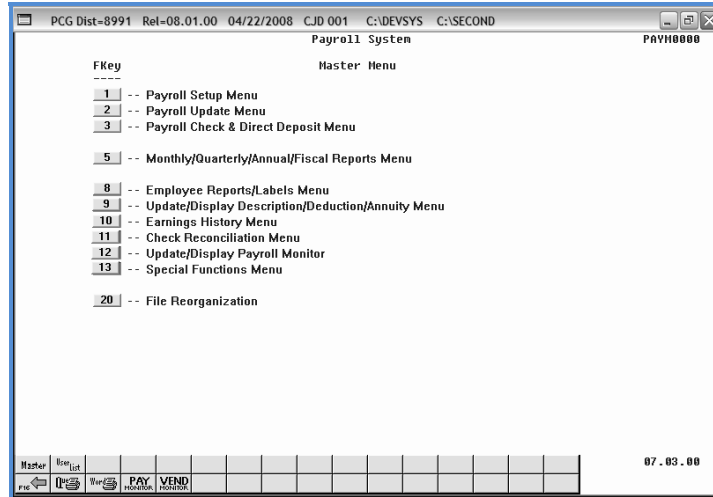 PCG Dist=8991 Rel=08.01.00 04/22/2008 CJD 001 C:\DEVSYS C:\SECOND
Payroll System PAYM0000
FKey Master Menu
----
1 -- Payroll Setup Menu
2 -- Payroll Update Menu
3 -- Payroll Check & Direct Deposit Menu
5 -- Monthly/Quarterly/Annual/Fiscal Reports Menu
8 -- Employee Reports/Labels Menu
9 -- Update/Display Description/Deduction/Annuity Menu
10 -- Earnings History Menu
11 -- Check Reconciliation Menu
12 -- Update/Display Payroll Monitor
13 -- Special Functions Menu
20 -- File Reorganization
Master User List 07.03.00
F16 Que Word PAY MONITOR VEND MONITOR